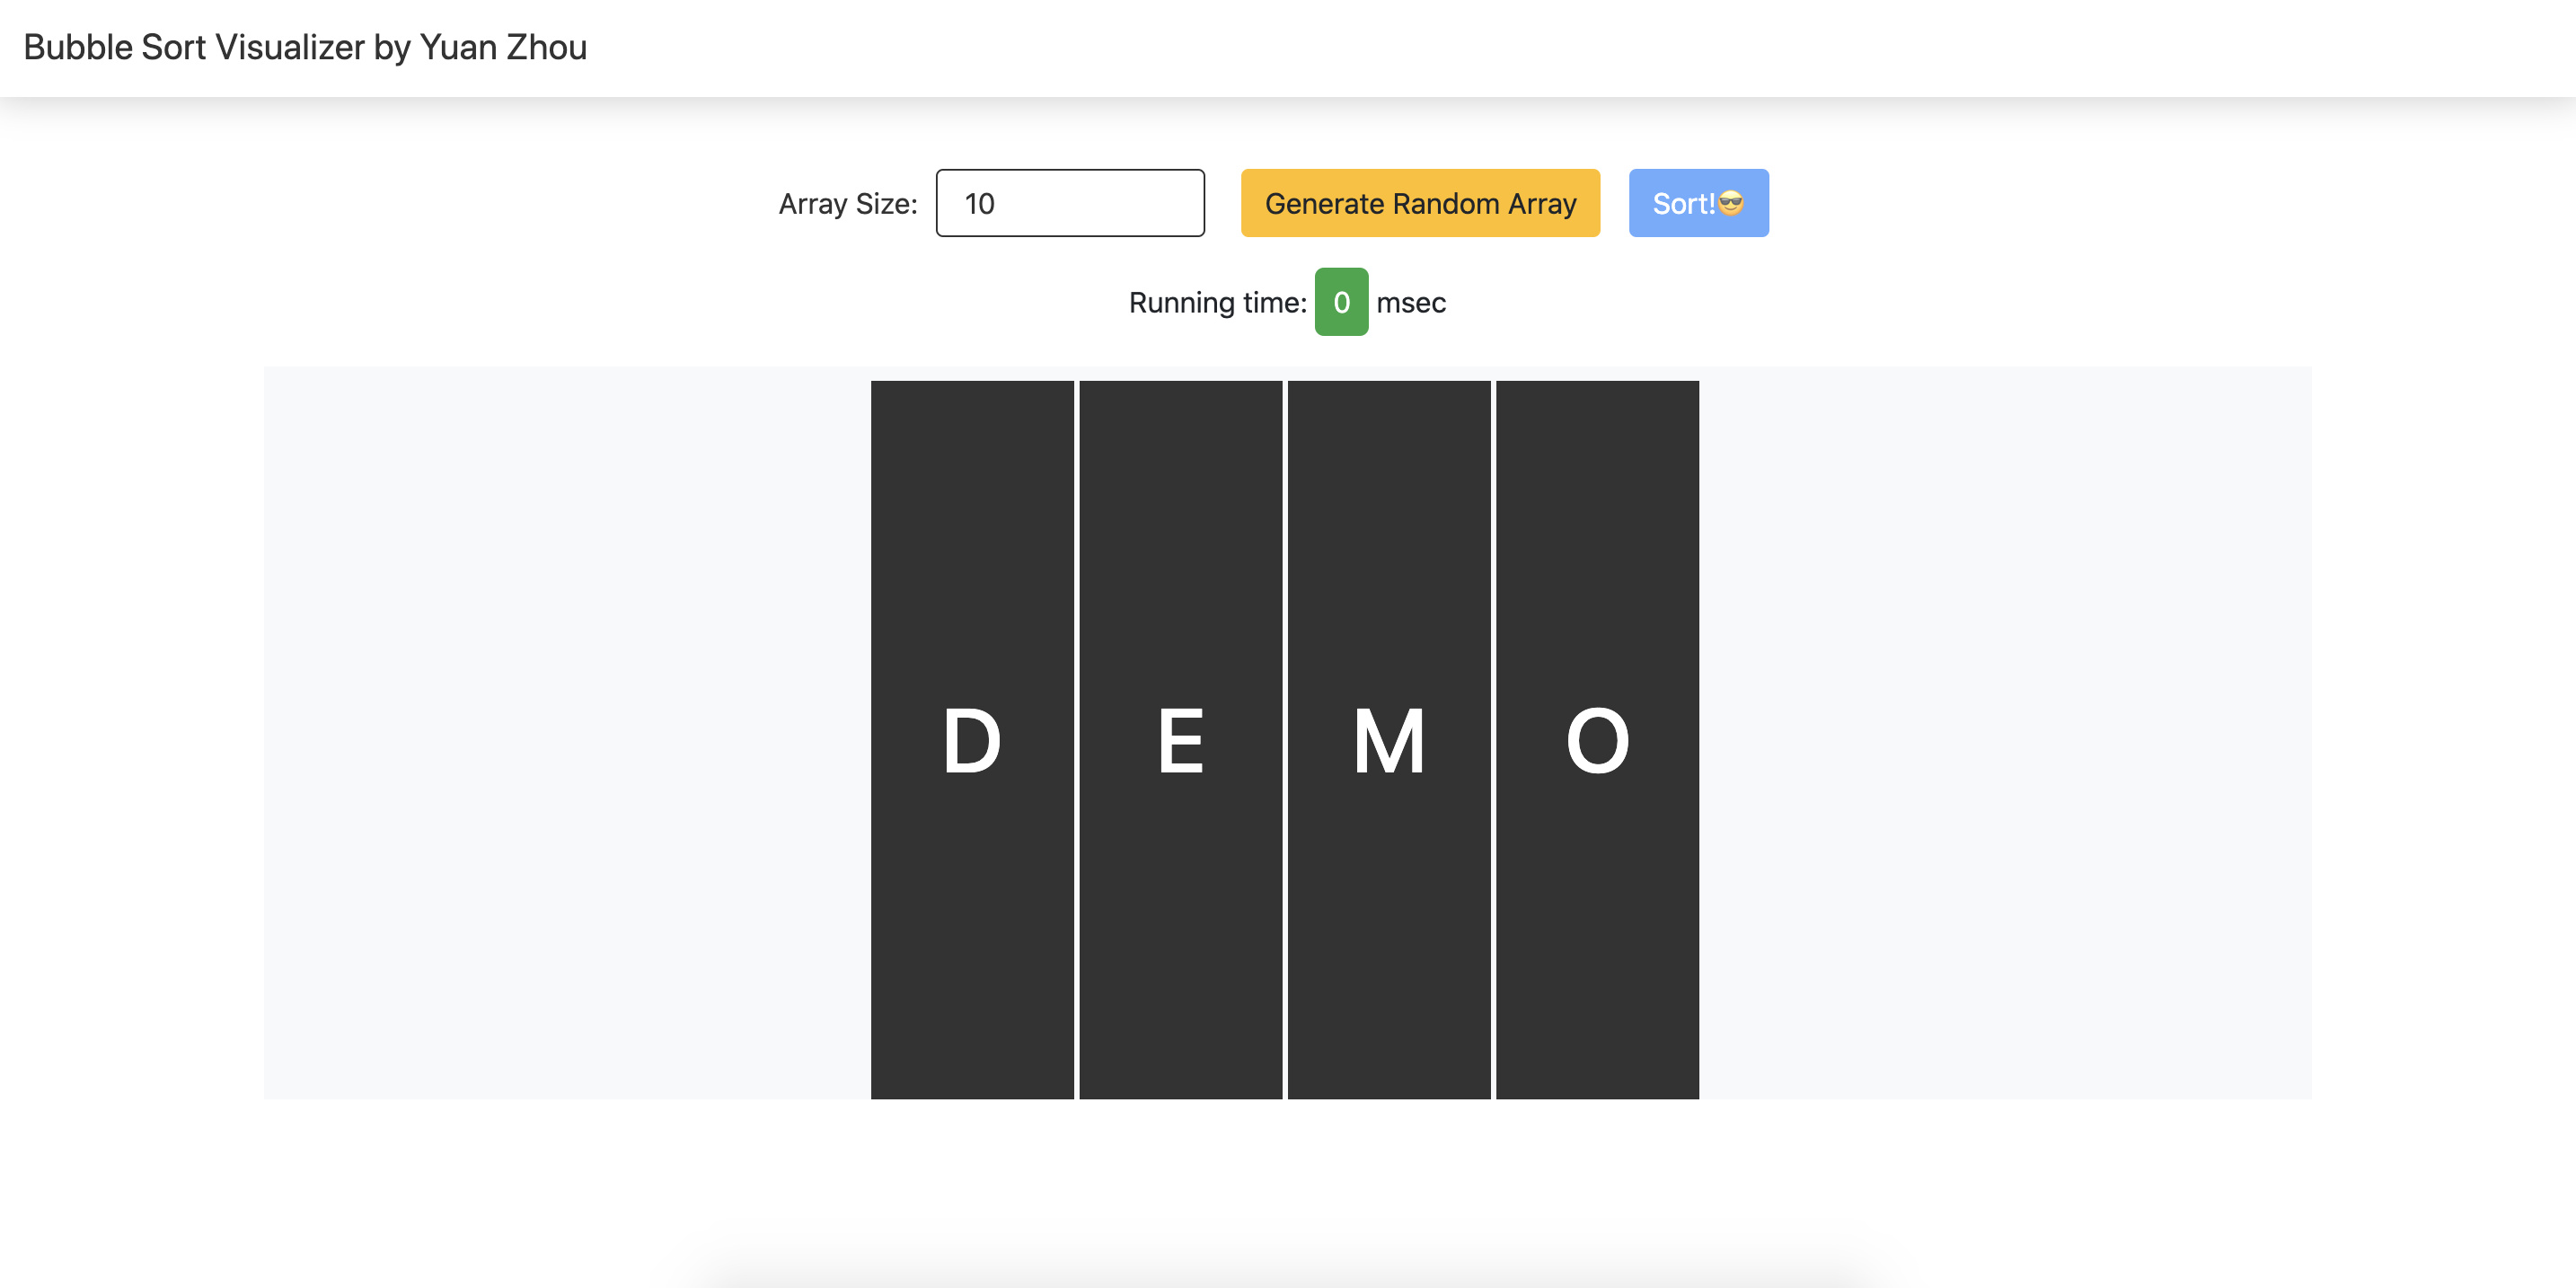 Bubble Sort Visualizer by Yuan Zhou
Array Size: 10 Generate Random Array Sort!😎
Running time: 0 msec
D E M O